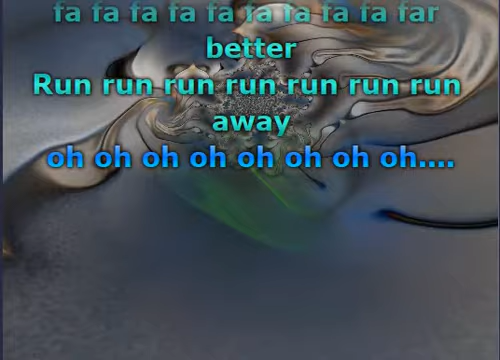 fa fa fa fa fa fa fa fa fa far
better
Run run run run run run run
away
oh oh oh oh oh oh oh oh....